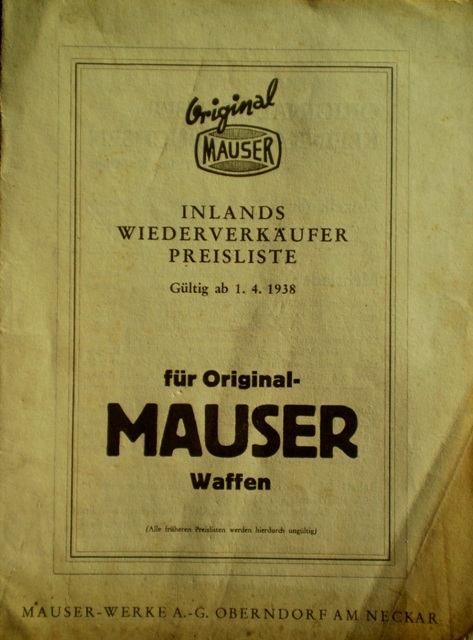 Original
MAUSER
INLANDS
WIEDERVERKÄUFER
PREISLISTE
Gültig ab 1. 4. 1938
für Original-
MAUSER
Waffen
(Alle früheren Preislisten werden hierdurch ungültig)
MAUSER-WERKE A.-G. OBERNDORF AM NECKAR